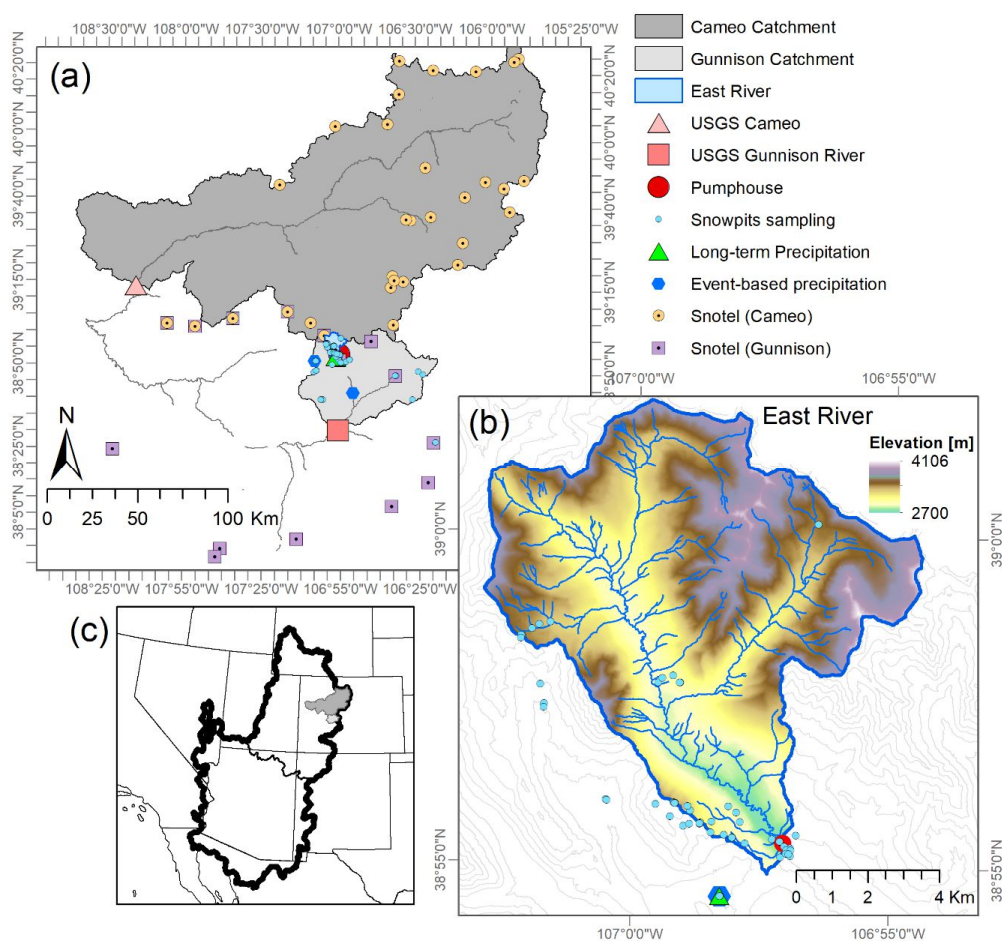 108°30'0"W 108°0'0"W 107°30'0"W 107°0'0"W 106°30'0"W 106°0'0"W 105°25'0"W
(a)
40°20'0"N
40°0'0"N
39°40'0"N
39°15'0"N
38°50'0"N
38°25'0"N
38°5'0"N
40°20'0"N
40°0'0"N
39°40'0"N
39°15'0"N
38°50'0"N
N
0 25 50 100 Km
108°25'0"W 107°55'0"W 107°25'0"W 106°55'0"W 106°25'0"W
Cameo Catchment
Gunnison Catchment
East River
USGS Cameo
USGS Gunnison River
Pumphouse
Snowpits sampling
Long-term Precipitation
Event-based precipitation
Snotel (Cameo)
Snotel (Gunnison)
107°0'0"W 106°55'0"W
(b)
East River
Elevation [m]
4106
2700
39°0'0"N
38°55'0"N
39°0'0"N
38°55'0"N
0 1 2 4 Km
107°0'0"W 106°55'0"W
(c)